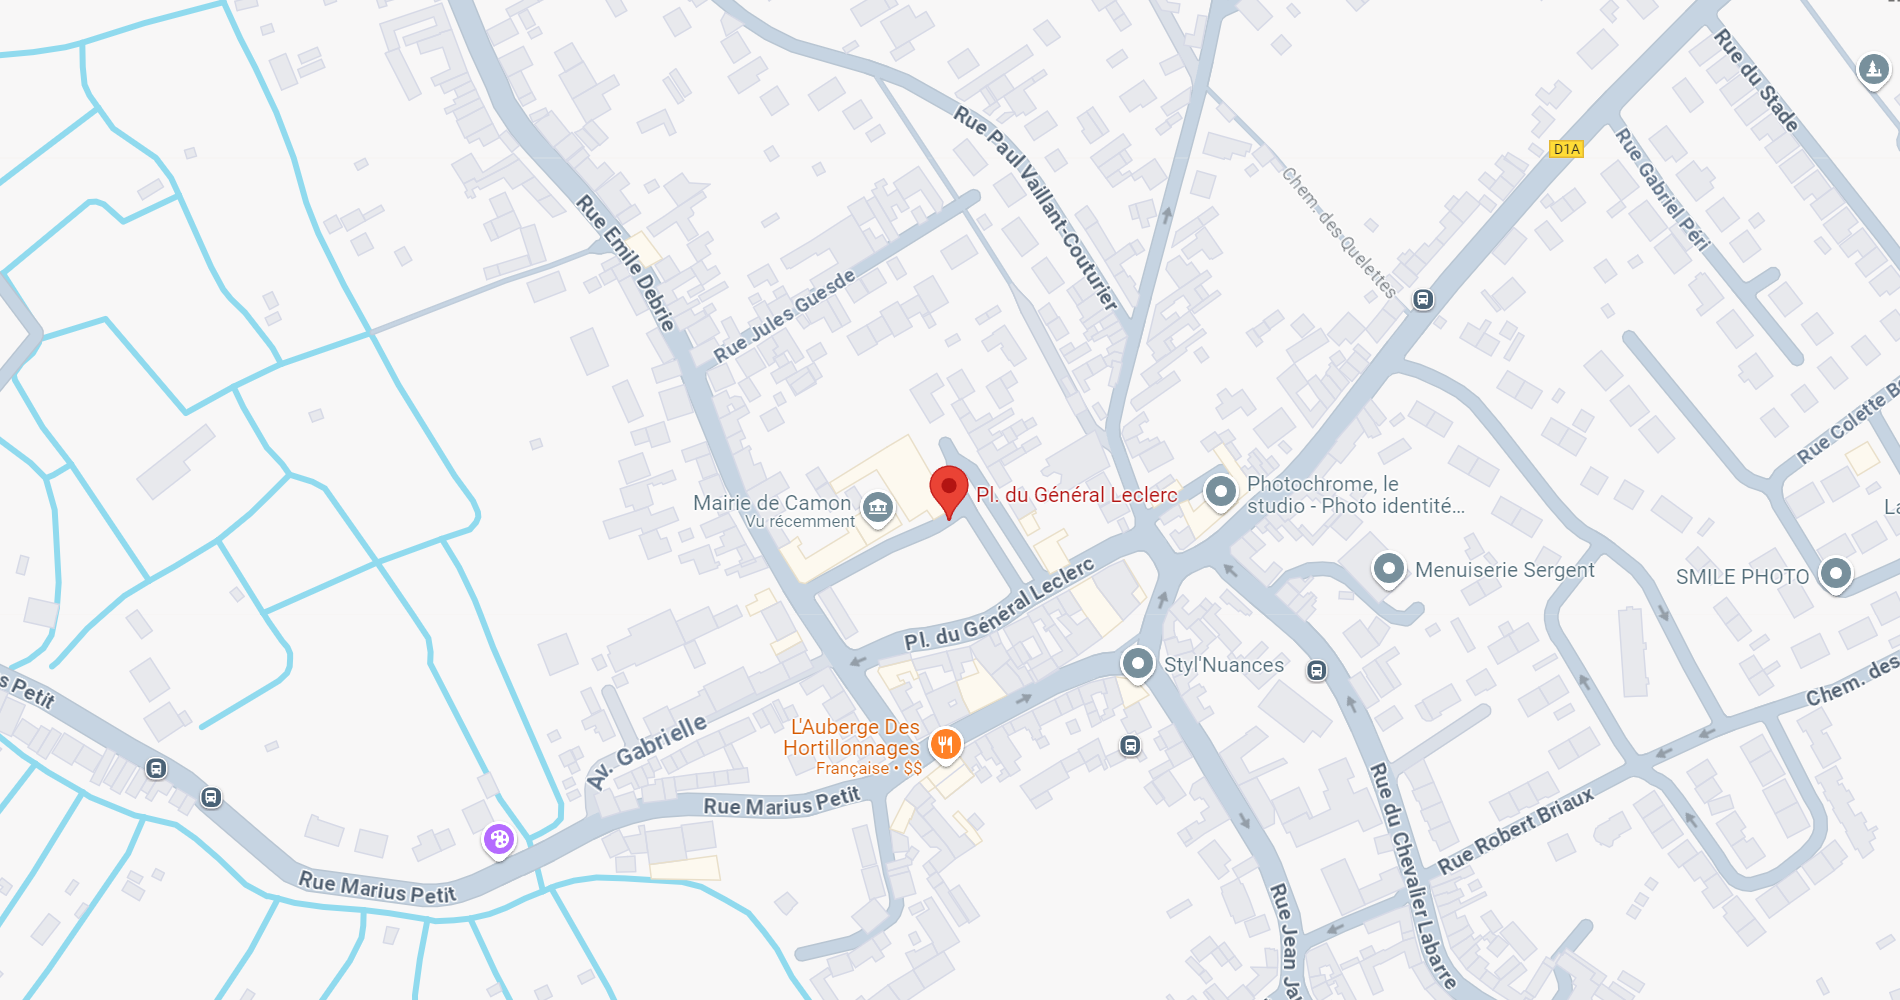 Rue du Stade
D1A
Rue Paul Vaillant-Couturier
Rue Gabriel Péri
Chem. des Quelettes
Rue Emile Debrie
Rue Jules Guesde
Rue Colette B
Mairie de Camon
Vu récemment
Pl. du Général Leclerc
Photochrome, le
studio - Photo identité...
La
Menuiserie Sergent
SMILE PHOTO
Pl. du Général Leclerc
Styl'Nuances
s Petit
Chem. des
L'Auberge Des
Hortillonnages
Française • $$
Av. Gabrielle
Rue Marius Petit
Rue Robert Briaux
Rue du Chevalier Labarre
Rue Marius Petit
Rue Jean Ja